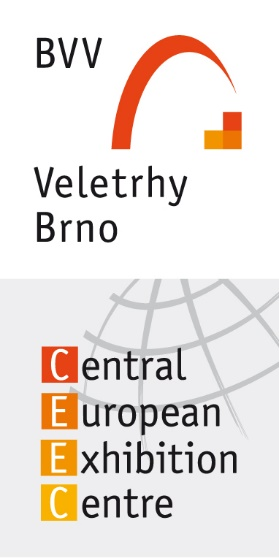 BVV
Veletrhy
Brno
Central
European
Exhibition
Centre